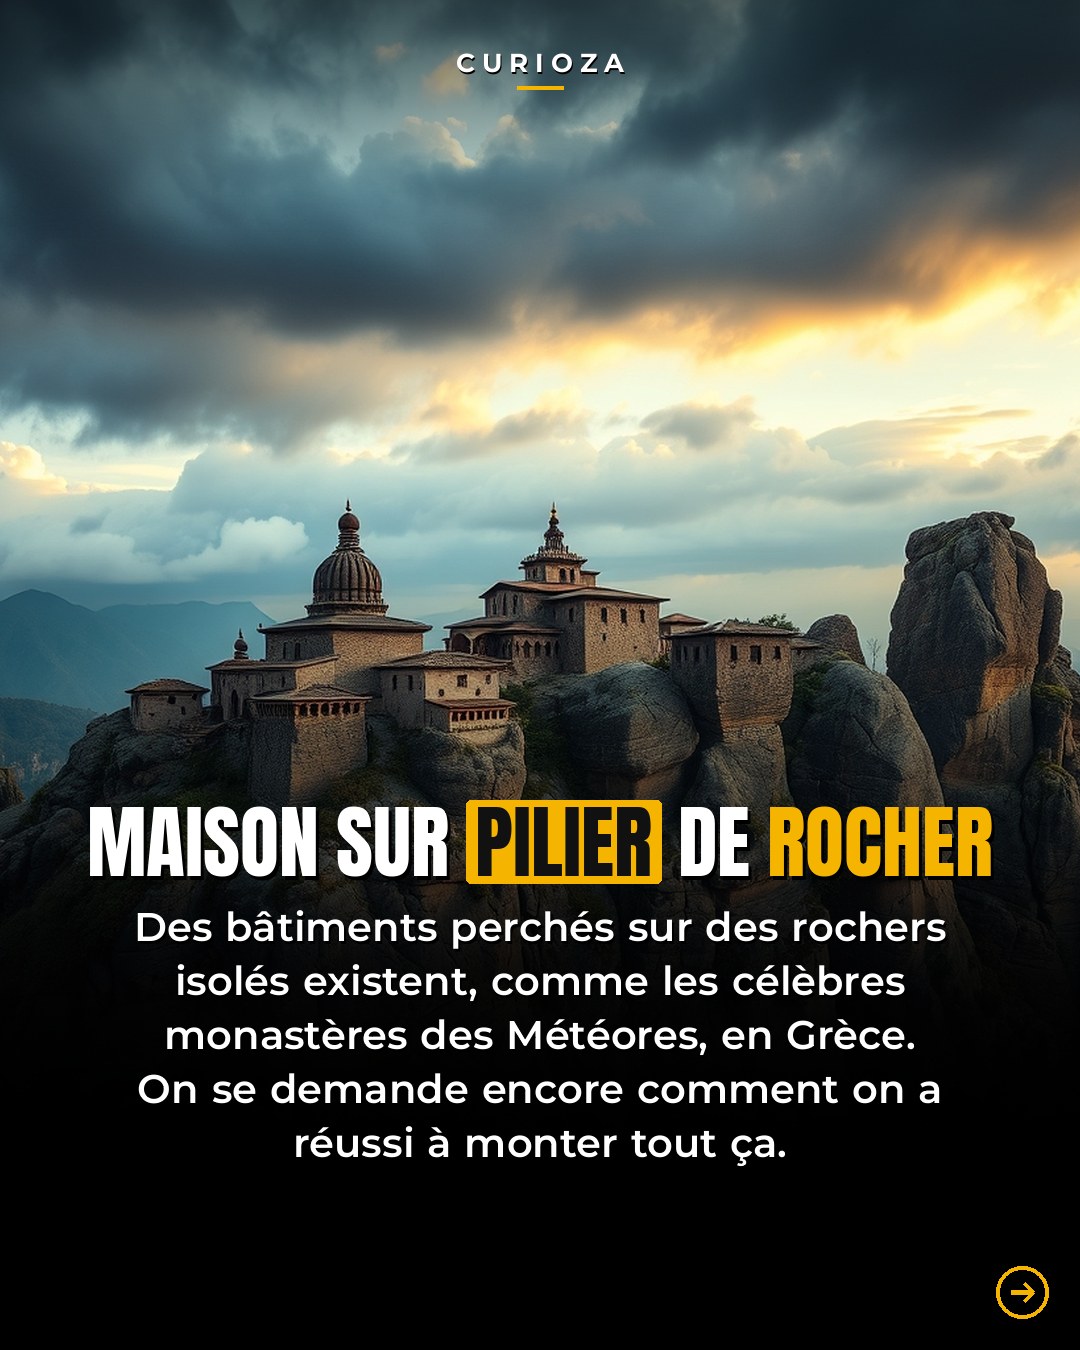 CURIOZA
MAISON SUR PILIER DE ROCHER
Des bâtiments perchés sur des rochers
isolés existent, comme les célèbres
monastères des Météores, en Grèce.
On se demande encore comment on a
réussi à monter tout ça.